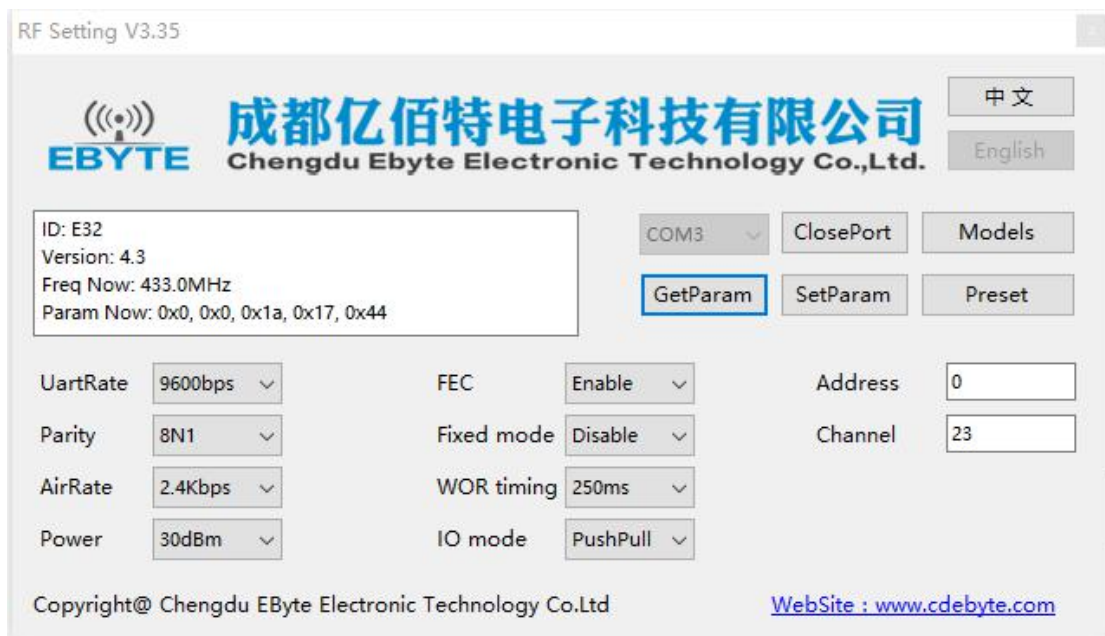 RF Setting V3.35
EBYTE
成都亿佰特电子科技有限公司
Chengdu Ebyte Electronic Technology Co.,Ltd.
中文
English
ID: E32
Version: 4.3
Freq Now: 433.0MHz
Param Now: 0x0, 0x0, 0x1a, 0x17, 0x44
COM3 ClosePort Models
GetParam SetParam Preset
UartRate 9600bps FEC Enable Address 0
Parity 8N1 Fixed mode Disable Channel 23
AirRate 2.4Kbps WOR timing 250ms
Power 30dBm IO mode PushPull
Copyright@ Chengdu EByte Electronic Technology Co.Ltd WebSite : www.cdebyte.com